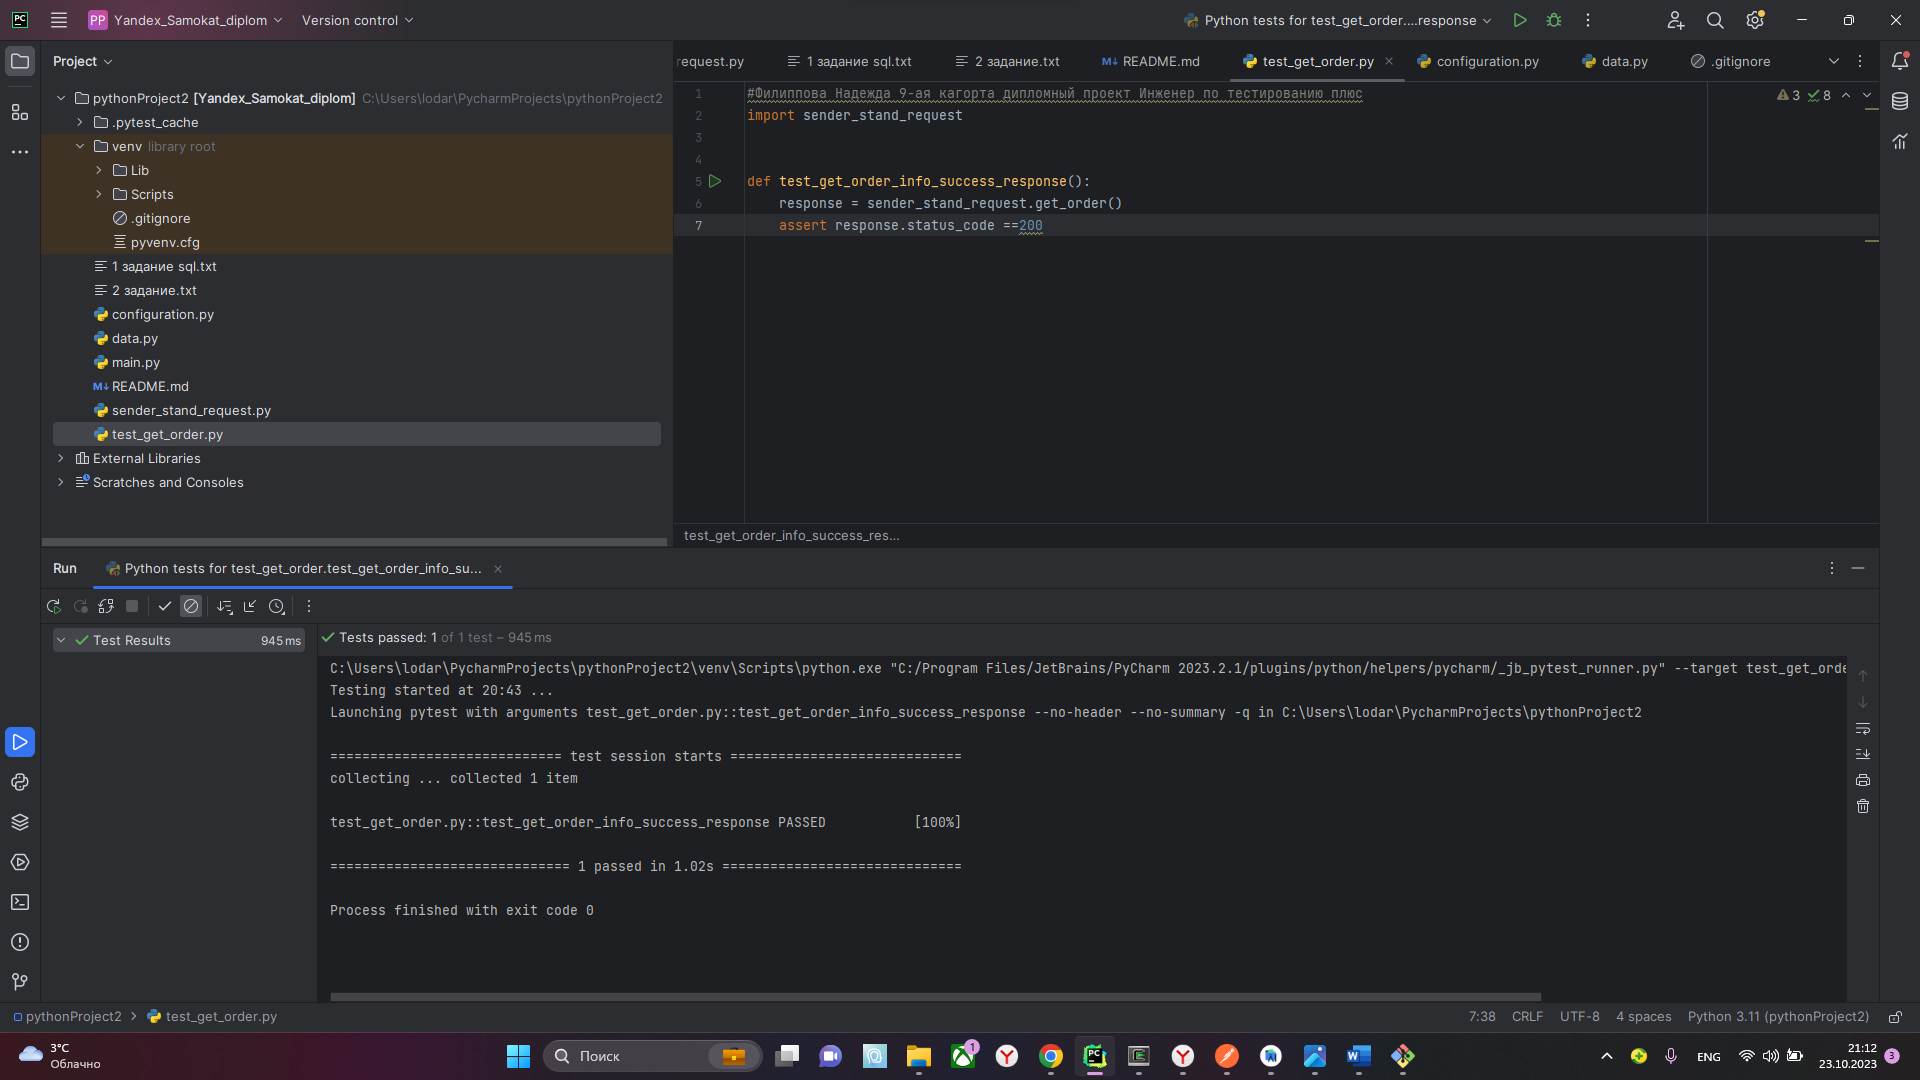 PC
PP Yandex_Samokat_diplom Version control Python tests for test_get_order....response
Project
request.py 1 задание sql.txt 2 задание.txt M↓ README.md test_get_order.py configuration.py data.py .gitignore
pythonProject2 [Yandex_Samokat_diplom] C:\Users\lodar\PycharmProjects\pythonProject2
.pytest_cache
venv library root
Lib
Scripts
.gitignore
pyvenv.cfg
1 задание sql.txt
2 задание.txt
configuration.py
data.py
main.py
M↓ README.md
sender_stand_request.py
test_get_order.py
External Libraries
Scratches and Consoles
1 #Филиппова Надежда 9-ая кагорта дипломный проект Инженер по тестированию плюс
3 8
2 import sender_stand_request
3
4
5 def test_get_order_info_success_response():
6 response = sender_stand_request.get_order()
7 assert response.status_code ==200
test_get_order_info_success_res...
Run Python tests for test_get_order.test_get_order_info_su...
Test Results 945 ms
Tests passed: 1 of 1 test – 945 ms
C:\Users\lodar\PycharmProjects\pythonProject2\venv\Scripts\python.exe "C:/Program Files/JetBrains/PyCharm 2023.2.1/plugins/python/helpers/pycharm/_jb_pytest_runner.py" --target test_get_orde
Testing started at 20:43 ...
Launching pytest with arguments test_get_order.py::test_get_order_info_success_response --no-header --no-summary -q in C:\Users\lodar\PycharmProjects\pythonProject2
============================= test session starts =============================
collecting ... collected 1 item
test_get_order.py::test_get_order_info_success_response PASSED [100%]
============================== 1 passed in 1.02s ==============================
Process finished with exit code 0
pythonProject2 > test_get_order.py 7:38 CRLF UTF-8 4 spaces Python 3.11 (pythonProject2)
3°C
Облачно
Поиск
1
PC
W
ENG
21:12
23.10.2023
3